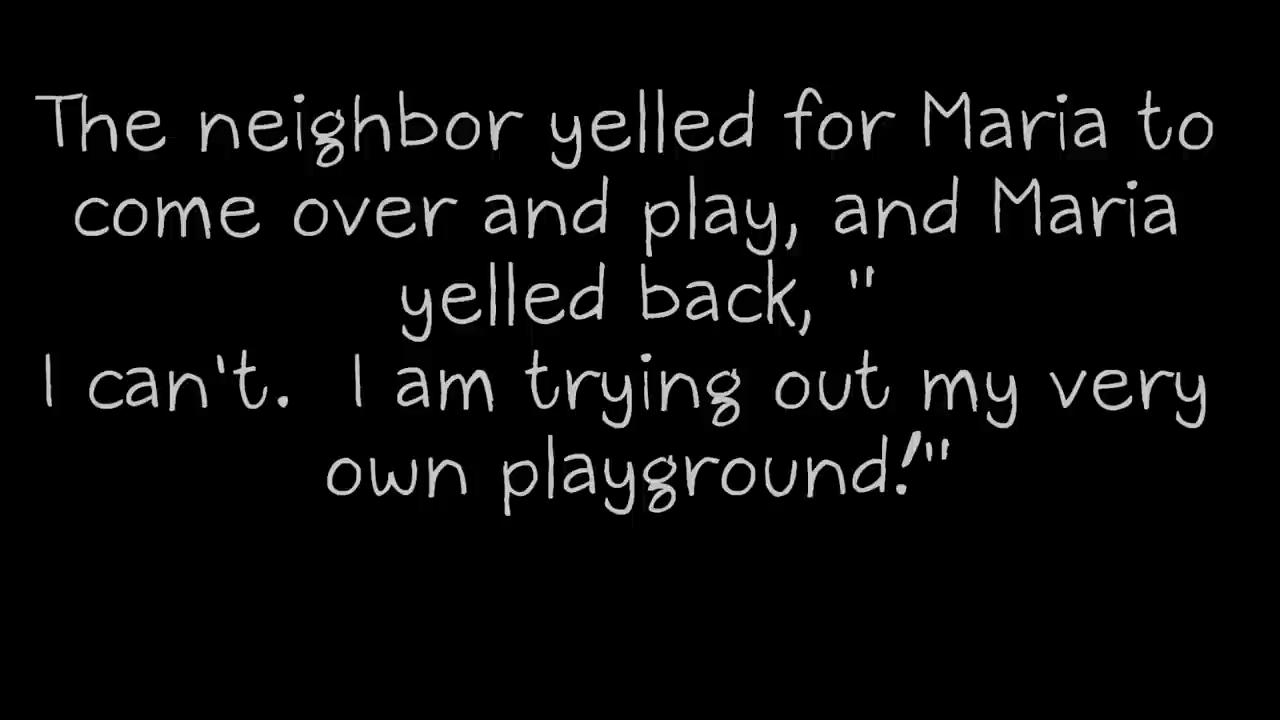 The neighbor yelled for Maria to
come over and play, and Maria
yelled back, "
I can't.  I am trying out my very
own playground!"